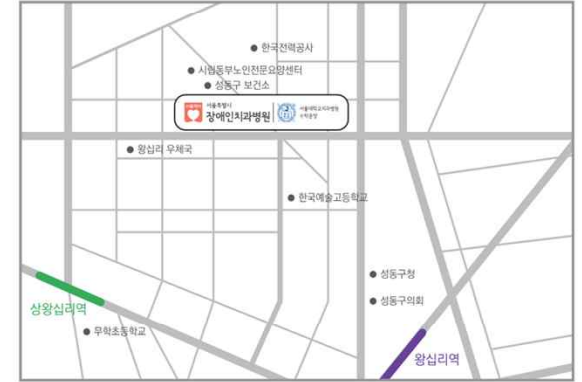 한국전력공사
시립동부노인전문요양센터
성동구 보건소
서울특별시
장애인치과병원
서울대학교치과병원
수탁운영
왕십리 우체국
한국예술고등학교
성동구청
성동구의회
상왕십리역
무학초등학교
왕십리역